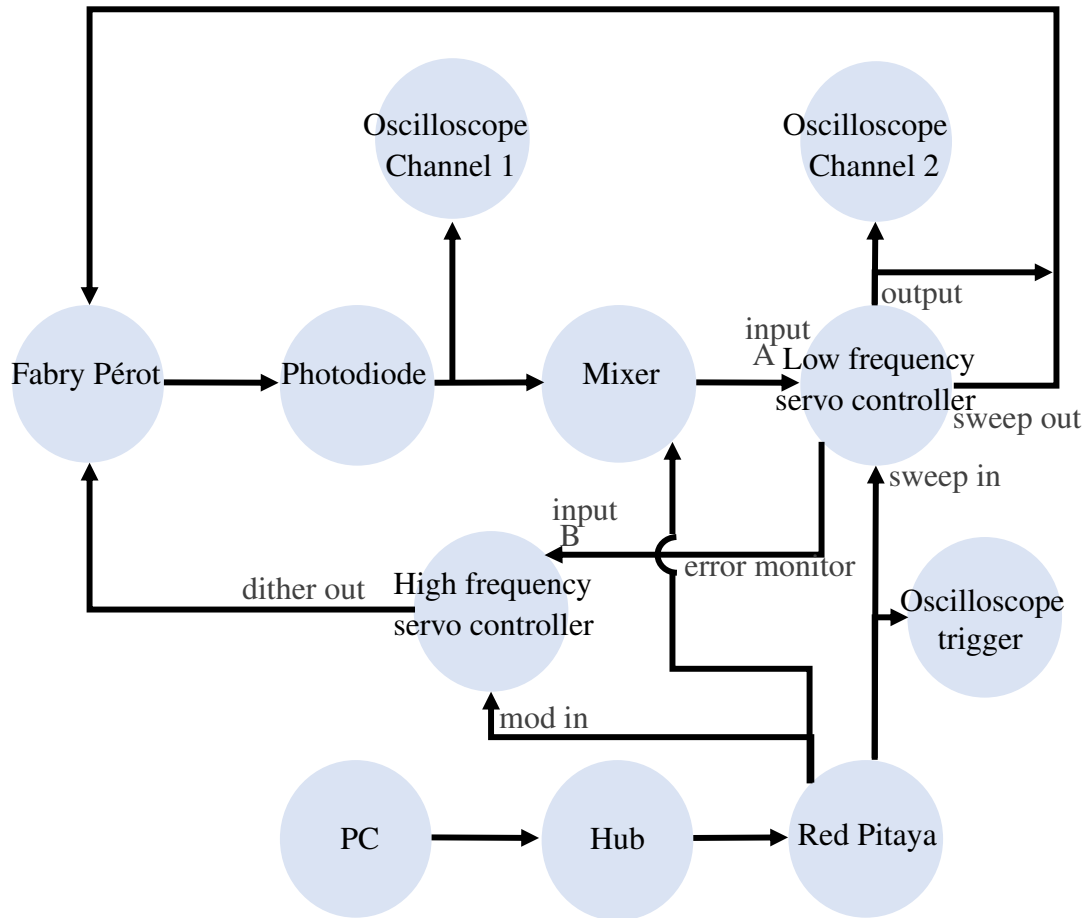 Oscilloscope
Channel 1
Oscilloscope
Channel 2
output
Fabry Pérot
Photodiode
Mixer
input
A
Low frequency
servo controller
sweep out
sweep in
input
B
error monitor
dither out
High frequency
servo controller
Oscilloscope
trigger
mod in
PC
Hub
Red Pitaya